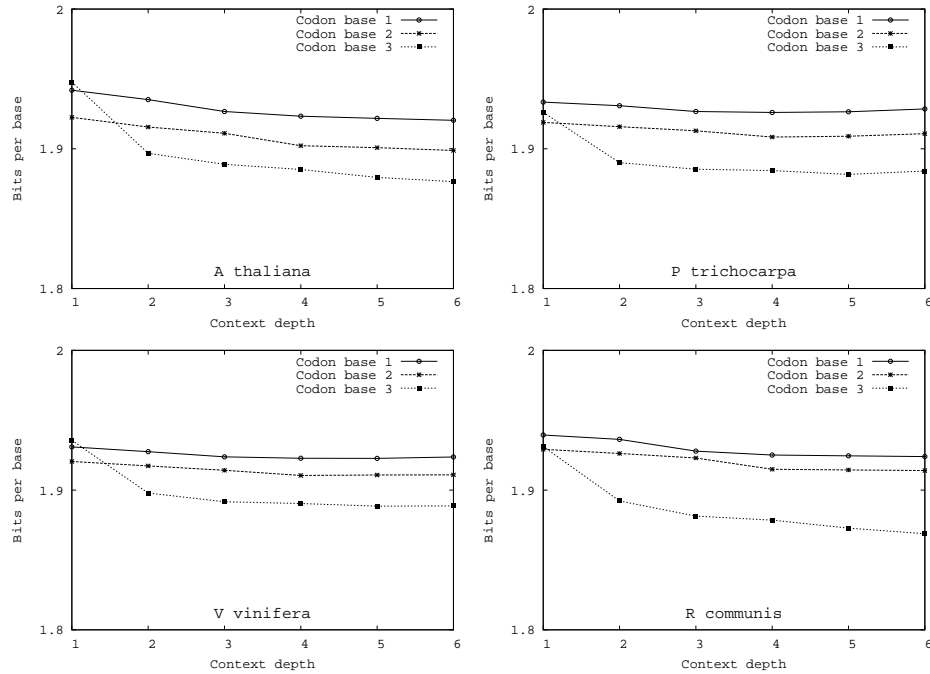 2
1.9
1.8
Bits per base
Codon base 1
Codon base 2
Codon base 3
A thaliana
1 2 3 4 5 6
Context depth
2
1.9
1.8
Bits per base
Codon base 1
Codon base 2
Codon base 3
P trichocarpa
1 2 3 4 5 6
Context depth
2
1.9
1.8
Bits per base
Codon base 1
Codon base 2
Codon base 3
V vinifera
1 2 3 4 5 6
Context depth
2
1.9
1.8
Bits per base
Codon base 1
Codon base 2
Codon base 3
R communis
1 2 3 4 5 6
Context depth